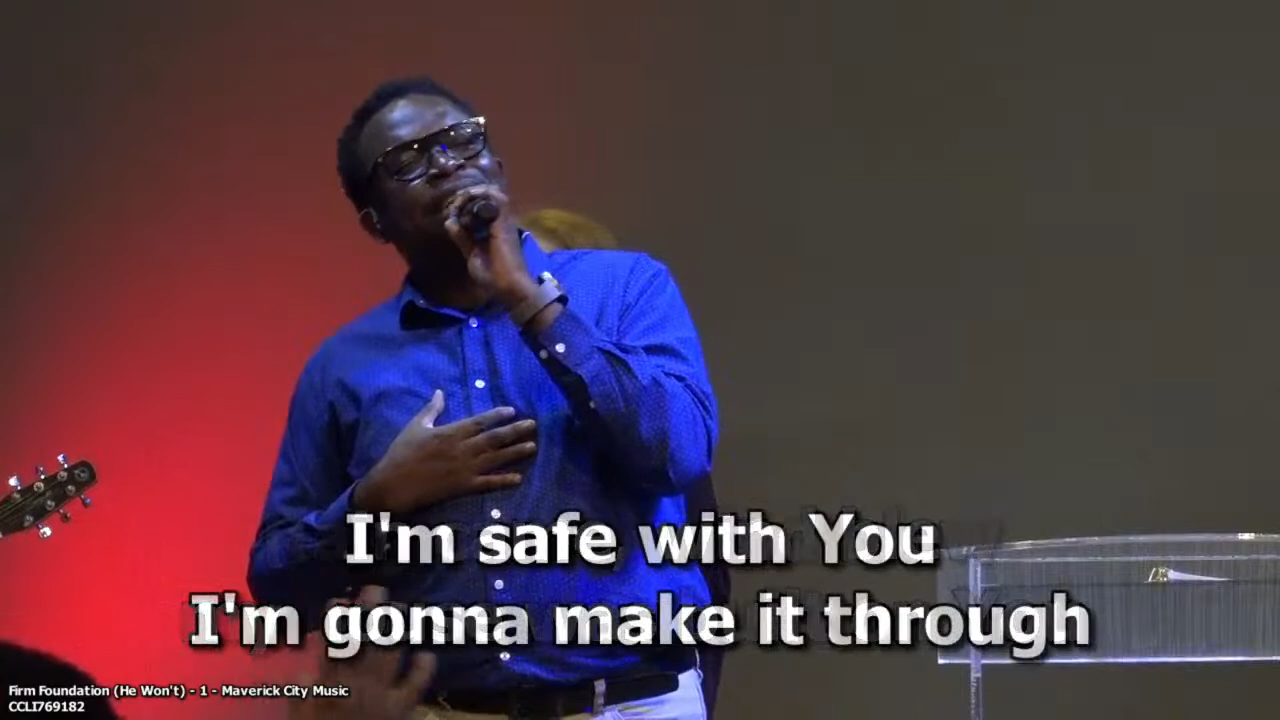 I'm safe with You
I'm gonna make it through
Firm Foundation (He Won't) - 1 - Maverick City Music
CCLI769182